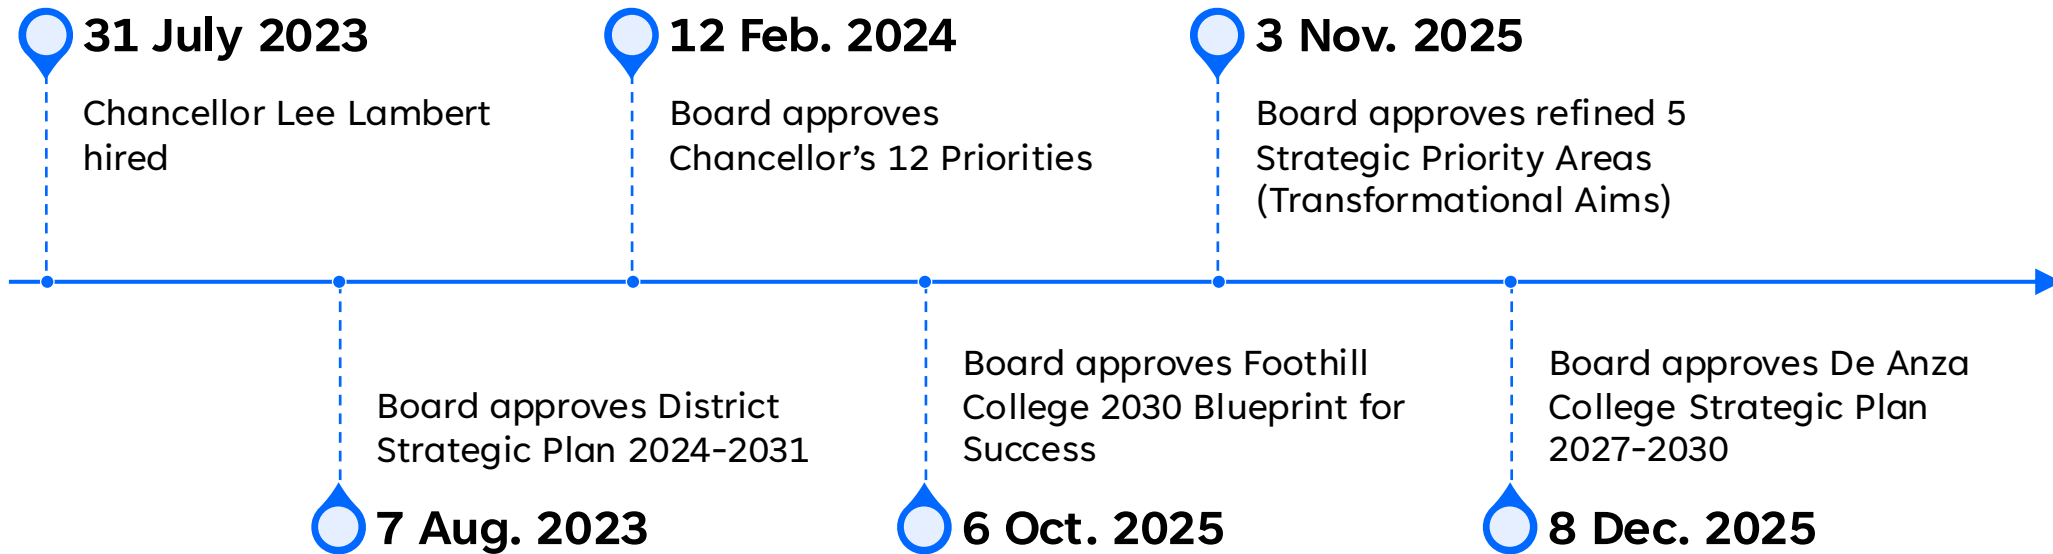 31 July 2023
Chancellor Lee Lambert
hired
7 Aug. 2023
Board approves District
Strategic Plan 2024-2031
12 Feb. 2024
Board approves
Chancellor’s 12 Priorities
6 Oct. 2025
Board approves Foothill
College 2030 Blueprint for
Success
3 Nov. 2025
Board approves refined 5
Strategic Priority Areas
(Transformational Aims)
8 Dec. 2025
Board approves De Anza
College Strategic Plan
2027-2030